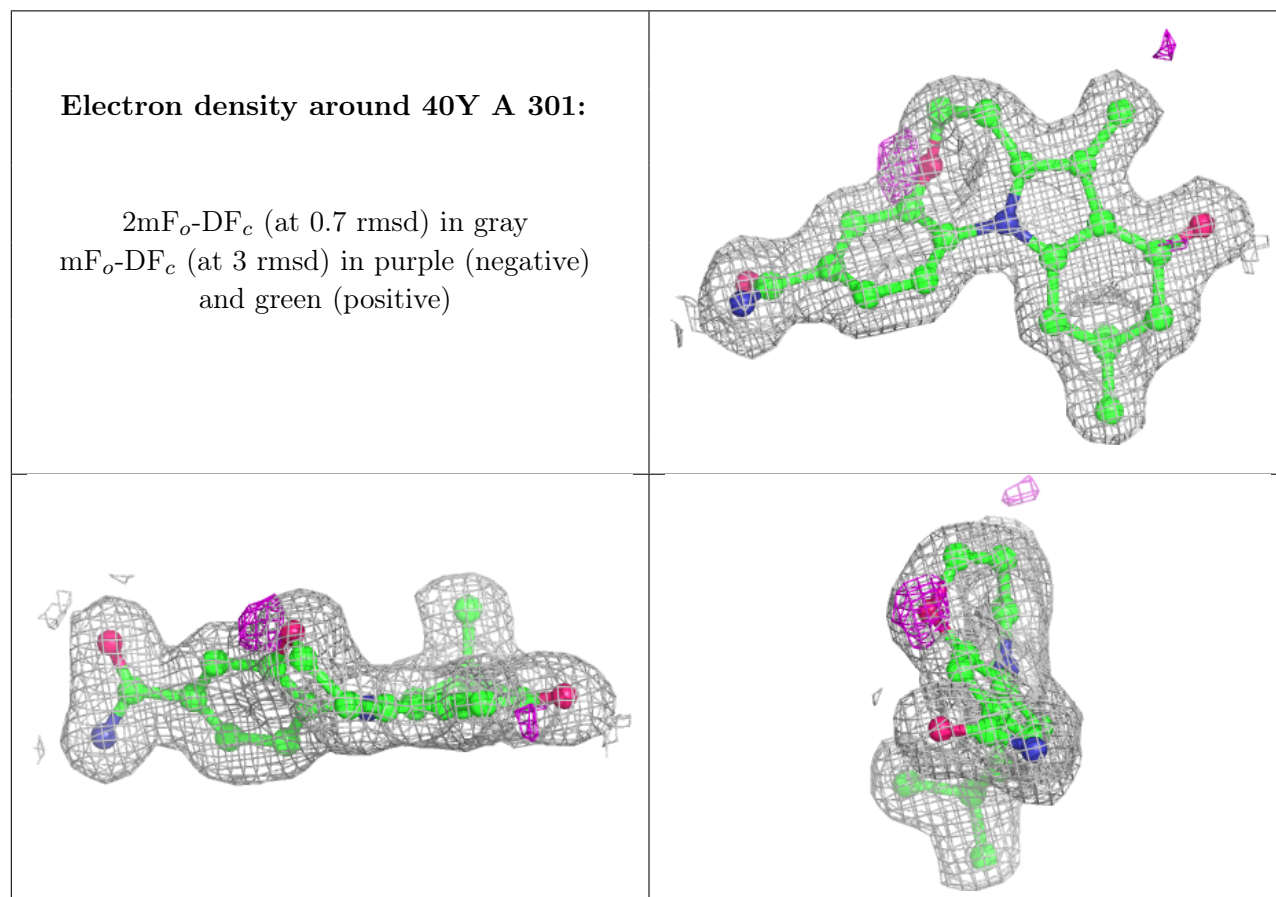 Electron density around 40Y A 301:
2mFo-DFc (at 0.7 rmsd) in gray
mFo-DFc (at 3 rmsd) in purple (negative)
and green (positive)